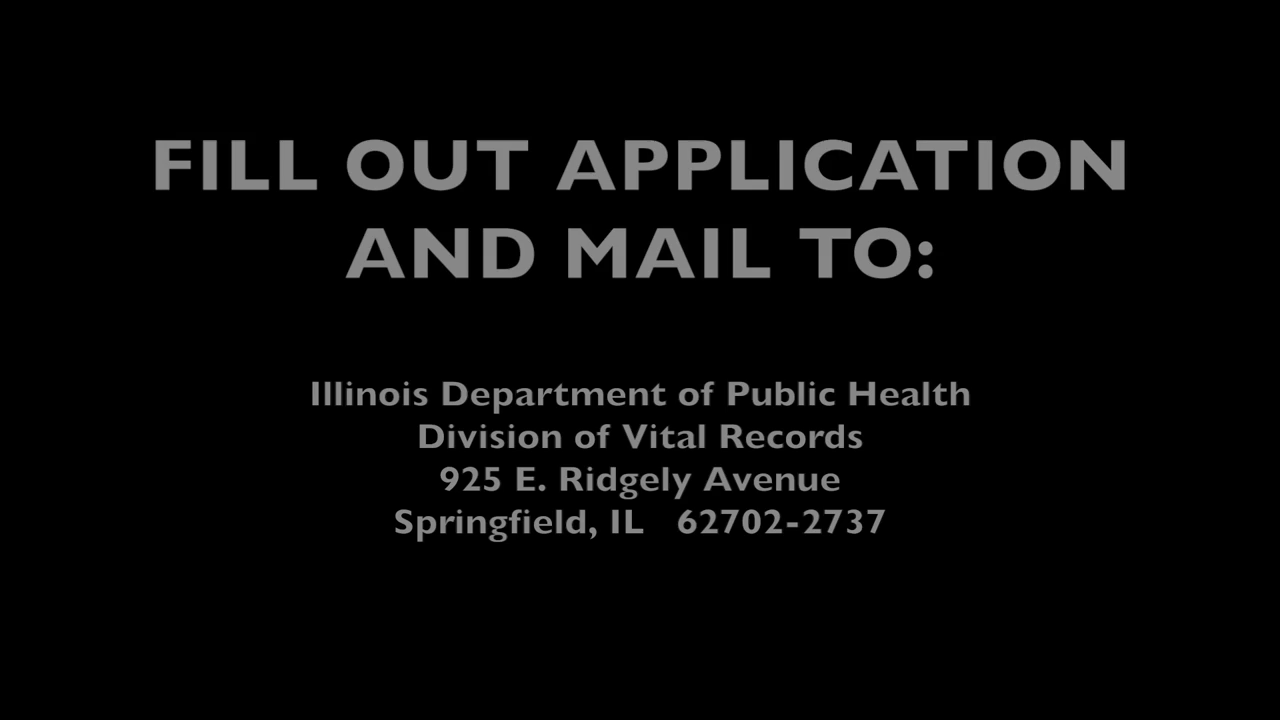 FILL OUT APPLICATION
AND MAIL TO:
Illinois Department of Public Health
Division of Vital Records
925 E. Ridgely Avenue
Springfield, IL   62702-2737